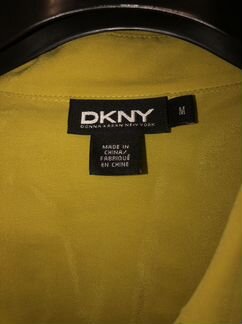 DKNY
DONNA KARAN NEW YORK
M
MADE IN
CHINA/
FABRIQUÉ
EN CHINE